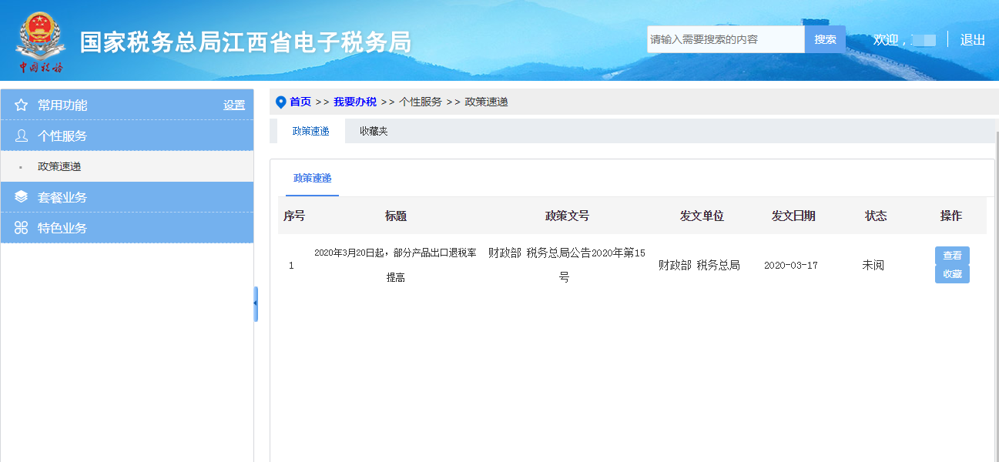 国家税务总局江西省电子税务局
中国税务
请输入需要搜索的内容
搜索
欢迎，
退出
常用功能
设置
个性服务
政策速递
套餐业务
特色业务
首页 >> 我要办税 >> 个性服务 >> 政策速递
政策速递
收藏夹
政策速递
序号 标题 政策文号 发文单位 发文日期 状态 操作
1
2020年3月20日起，部分产品出口退税率
提高
财政部 税务总局公告2020年第15
号
财政部 税务总局
2020-03-17
未阅
查看
收藏